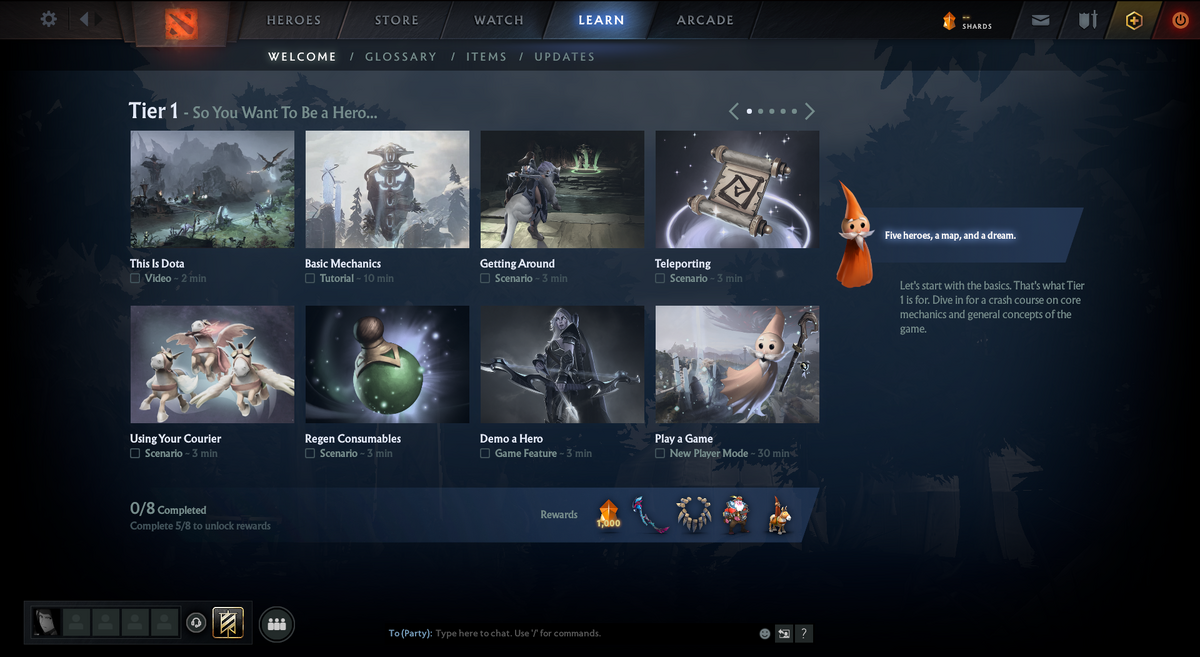 HEROES
STORE
WATCH
LEARN
ARCADE
SHARDS
WELCOME / GLOSSARY / ITEMS / UPDATES
Tier 1 - So You Want To Be a Hero...
This Is Dota
Video – 2 min
Basic Mechanics
Tutorial – 10 min
Getting Around
Scenario – 3 min
Teleporting
Scenario – 3 min
Five heroes, a map, and a dream.
Let's start with the basics. That's what Tier
1 is for. Dive in for a crash course on core
mechanics and general concepts of the
game.
Using Your Courier
Scenario – 3 min
Regen Consumables
Scenario – 3 min
Demo a Hero
Game Feature – 3 min
Play a Game
New Player Mode – 30 min
0/8 Completed
Complete 5/8 to unlock rewards
Rewards
1,000
To (Party): Type here to chat. Use '/' for commands.
?